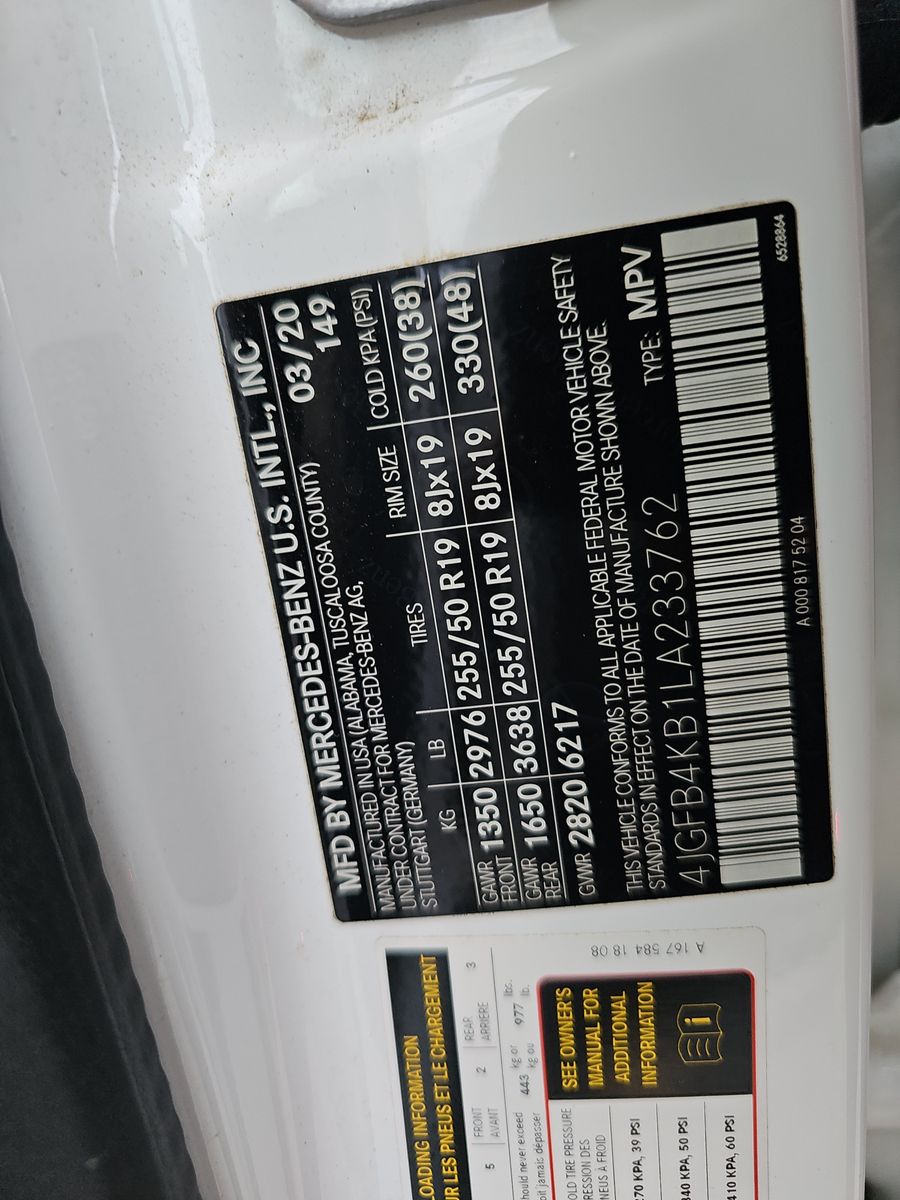 MFD BY MERCEDES-BENZ U.S. INTL., INC
MANUFACTURED IN USA (ALABAMA, TUSCALOOSA COUNTY) 03/20
UNDER CONTRACT FOR MERCEDES-BENZ AG, 149
STUTTGART (GERMANY)
KG LB TIRES RIM SIZE COLD KPA (PSI)
GAWR FRONT 1350 2976 255/50 R19 8Jx19 260(38)
GAWR REAR 1650 3638 255/50 R19 8Jx19 330(48)
GVWR 2820 6217
THIS VEHICLE CONFORMS TO ALL APPLICABLE FEDERAL MOTOR VEHICLE SAFETY
STANDARDS IN EFFECT ON THE DATE OF MANUFACTURE SHOWN ABOVE.
4JGFB4KB1LA233762 TYPE: MPV
A 000 817 52 04
6528864
LOADING INFORMATION
UR LES PNEUS ET LE CHARGEMENT
5 FRONT 2 REAR 3
AVANT ARRIÈRE
hould never exceed 443 kg or 977 lbs.
oit jamais dépasser kg ou lb.
OLD TIRE PRESSURE
RESSION DES
NEUS À FROID
70 KPA, 39 PSI
340 KPA, 50 PSI
410 KPA, 60 PSI
SEE OWNER'S
MANUAL FOR
ADDITIONAL
INFORMATION
i
A 167 584 18 08